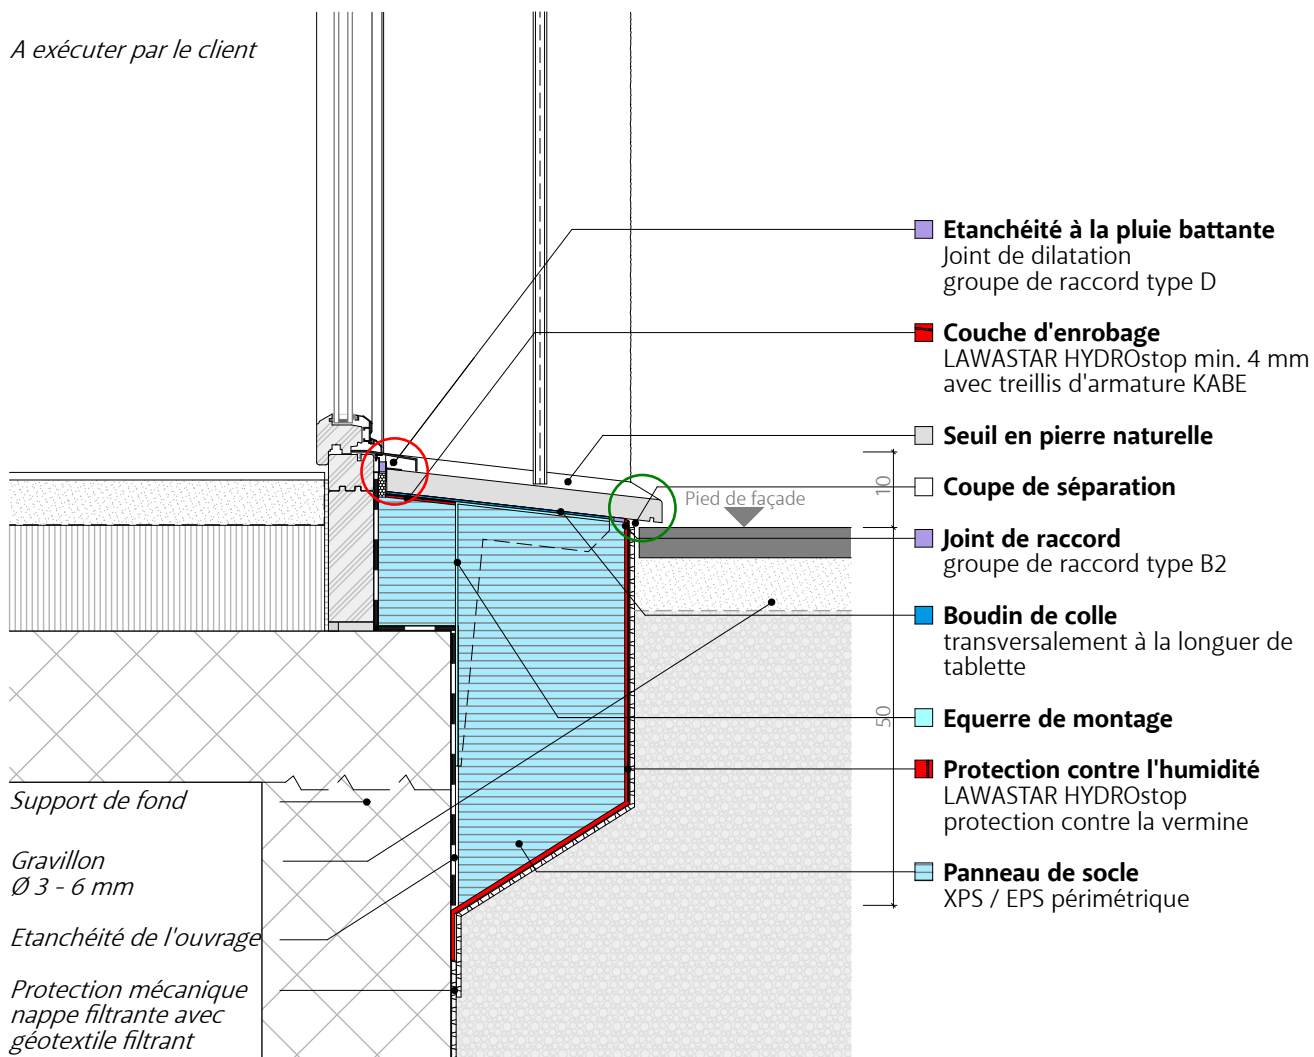 A exécuter par le client
Etanchéité à la pluie battante
Joint de dilatation
groupe de raccord type D
Couche d'enrobage
LAWASTAR HYDROstop min. 4 mm
avec treillis d'armature KABE
Seuil en pierre naturelle
10
Coupe de séparation
Pied de façade
Joint de raccord
groupe de raccord type B2
Boudin de colle
transversalement à la longuer de
tablette
50
Equerre de montage
Protection contre l'humidité
LAWASTAR HYDROstop
protection contre la vermine
Panneau de socle
XPS / EPS périmétrique
Support de fond
Gravillon
Ø 3 - 6 mm
Etanchéité de l'ouvrage
Protection mécanique
nappe filtrante avec
géotextile filtrant